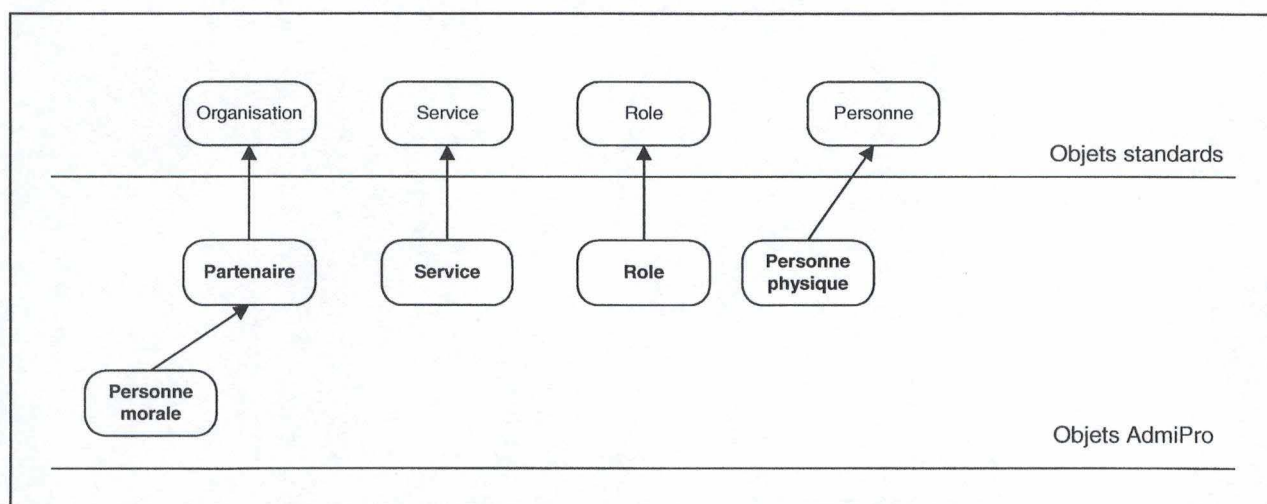 Organisation
Service
Role
Personne
Objets standards
Partenaire
Service
Role
Personne
physique
Personne
morale
Objets AdmiPro